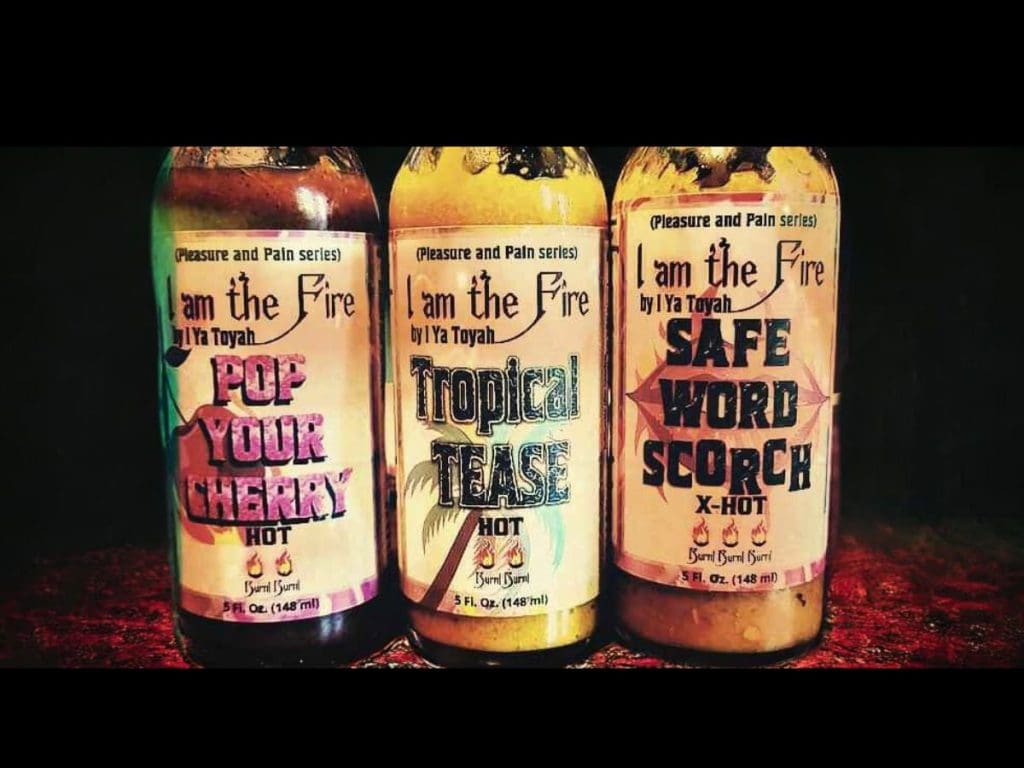 (Pleasure and Pain series)
I am the Fire
by I Ya Toyah
POP
YOUR
CHERRY
HOT
Burn! Burn!
5 Fl. Oz. (148 ml)
(Pleasure and Pain series)
I am the Fire
by I Ya Toyah
Tropical
TEASE
HOT
Burn! Burn!
5 Fl. Oz. (148 ml)
(Pleasure and Pain series)
I am the Fire
by I Ya Toyah
SAFE
WORD
SCORCH
X-HOT
Burn! Burn! Burn!
5 Fl. Oz. (148 ml)